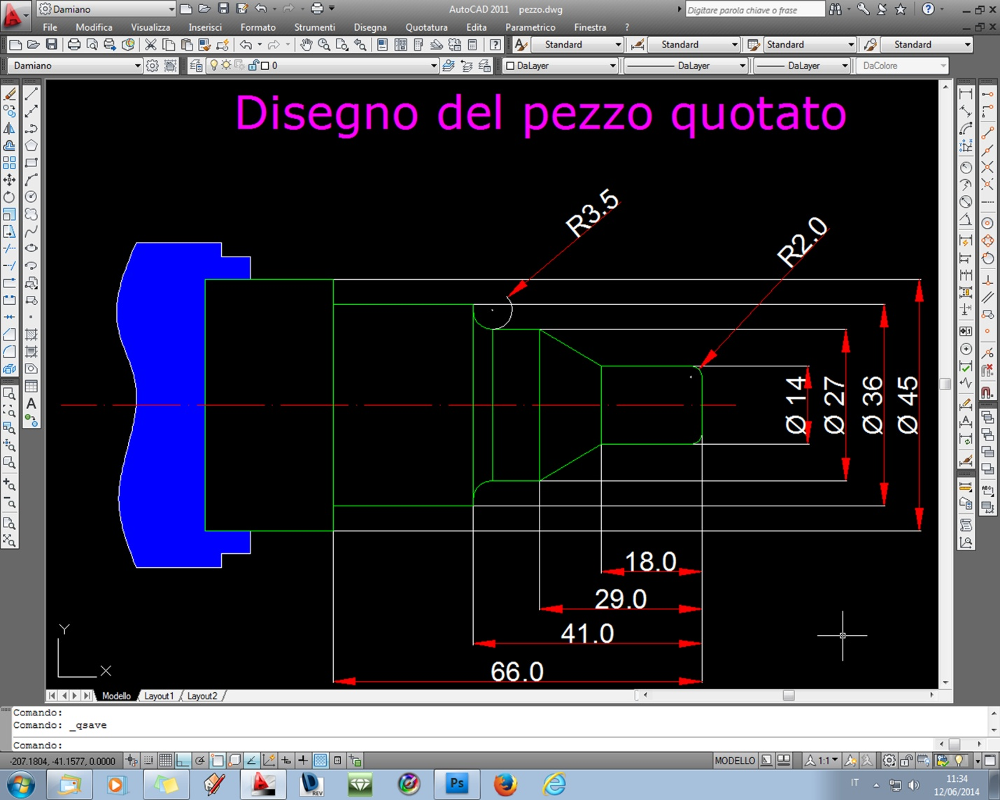 Damiano
AutoCAD 2011 pezzo.dwg
Digitare parola chiave o frase
File Modifica Visualizza Inserisci Formato Strumenti Disegna Quotatura Edita Parametrico Finestra ?
Standard Standard Standard Standard
Damiano 0 DaLayer DaLayer DaLayer DaColore
Disegno del pezzo quotato
R3.5
R2.0
Ø 14
Ø 27
Ø 36
Ø 45
18.0
29.0
41.0
66.0
Y
X
Modello Layout1 Layout2
Comando:
Comando: _qsave
Comando:
-207.1804, -41.1577, 0.0000 MODELLO 1:1
REV Ps IT 11:34
12/06/2014